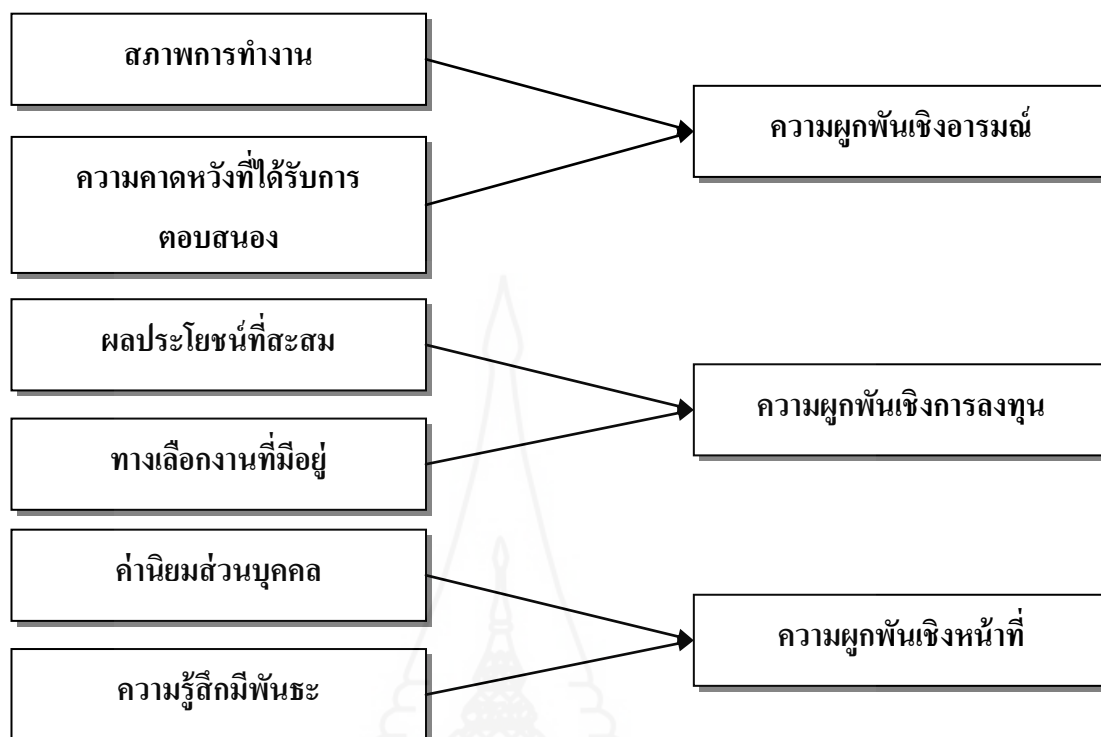 สภาพการทำงาน
ความผูกพันเชิงอารมณ์
ความคาดหวังที่ได้รับการ
ตอบสนอง
ผลประโยชน์ที่สะสม
ความผูกพันเชิงการลงทุน
ทางเลือกงานที่มีอยู่
ค่านิยมส่วนบุคคล
ความผูกพันเชิงหน้าที่
ความรู้สึกมีพันธะ